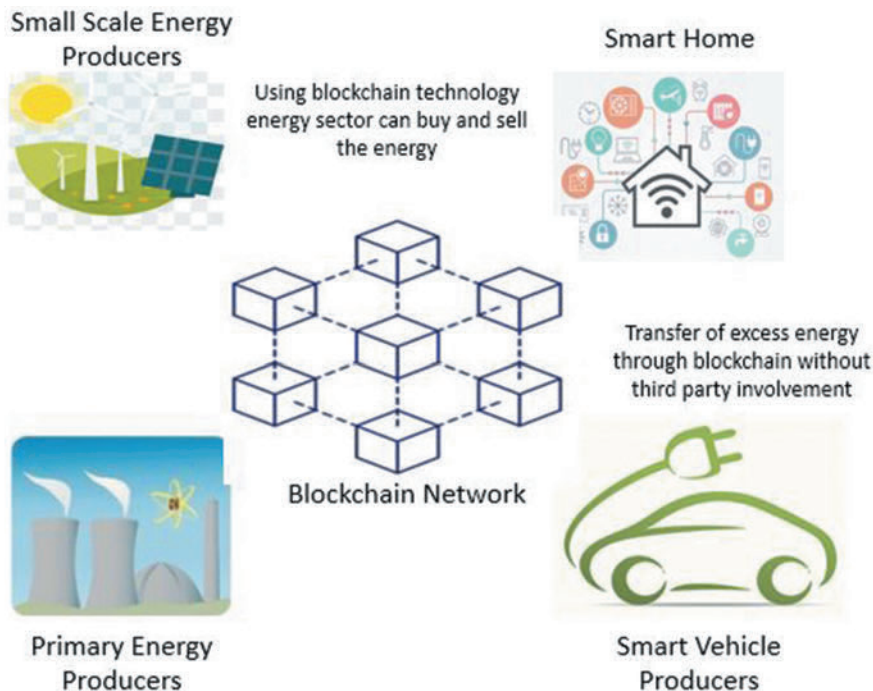 Small Scale Energy
Producers
Using blockchain technology
energy sector can buy and sell
the energy
Smart Home
Transfer of excess energy
through blockchain without
third party involvement
Blockchain Network
Primary Energy
Producers
Smart Vehicle
Producers